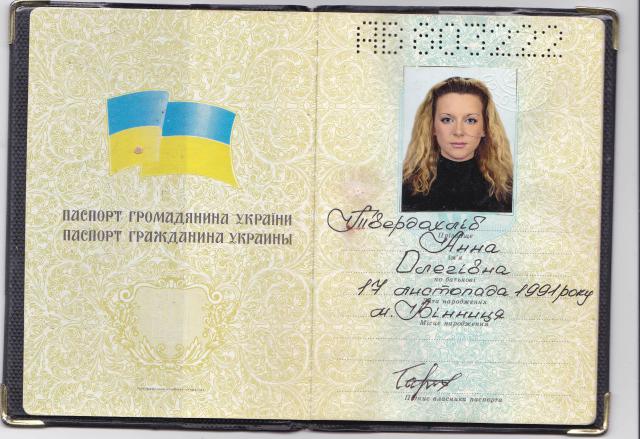 ПАСПОРТ ГРОМАДЯНИНА УКРАЇНИ
ПАСПОРТ ГРАЖДАНИНА УКРАИНЫ
АВ 803222
Твердохліб
Прізвище
Анна
Ім'я
Олегівна
по батькові
17 листопада 1991 року
Дата народження
м. Вінниця
Місце народження
Підпис власника паспорта